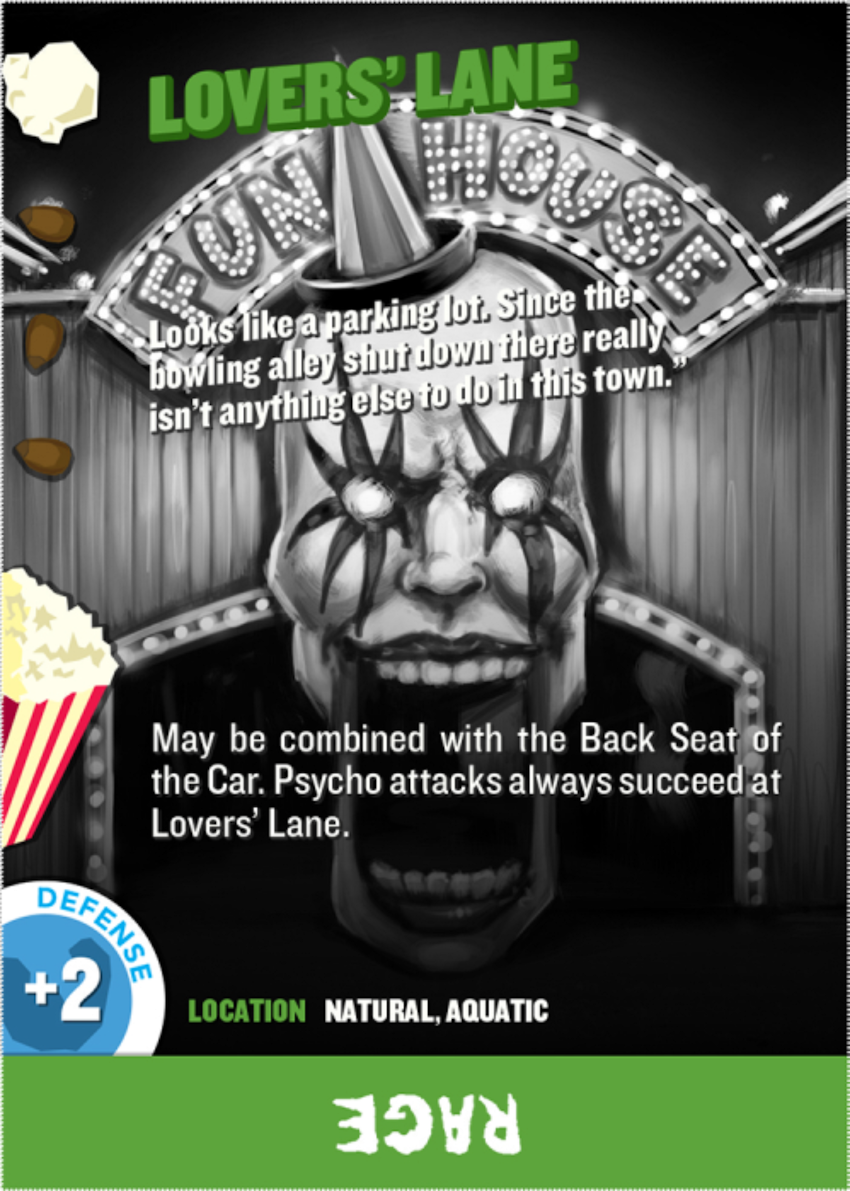 LOVERS' LANE
FUN HOUSE
Looks like a parking lot. Since the
bowling alley shut down there really
isn't anything else to do in this town.”
May be combined with the Back Seat of
the Car. Psycho attacks always succeed at
Lovers' Lane.
DEFENSE
+2
LOCATION NATURAL, AQUATIC
RAGE